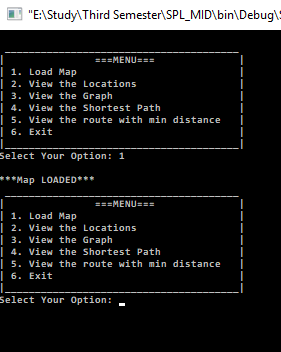 "E:\Study\Third Semester\SPL_MID\bin\Debug\
===MENU===
1. Load Map
2. View the Locations
3. View the Graph
4. View the Shortest Path
5. View the route with min distance
6. Exit
Select Your Option: 1
***Map LOADED***
===MENU===
1. Load Map
2. View the Locations
3. View the Graph
4. View the Shortest Path
5. View the route with min distance
6. Exit
Select Your Option: